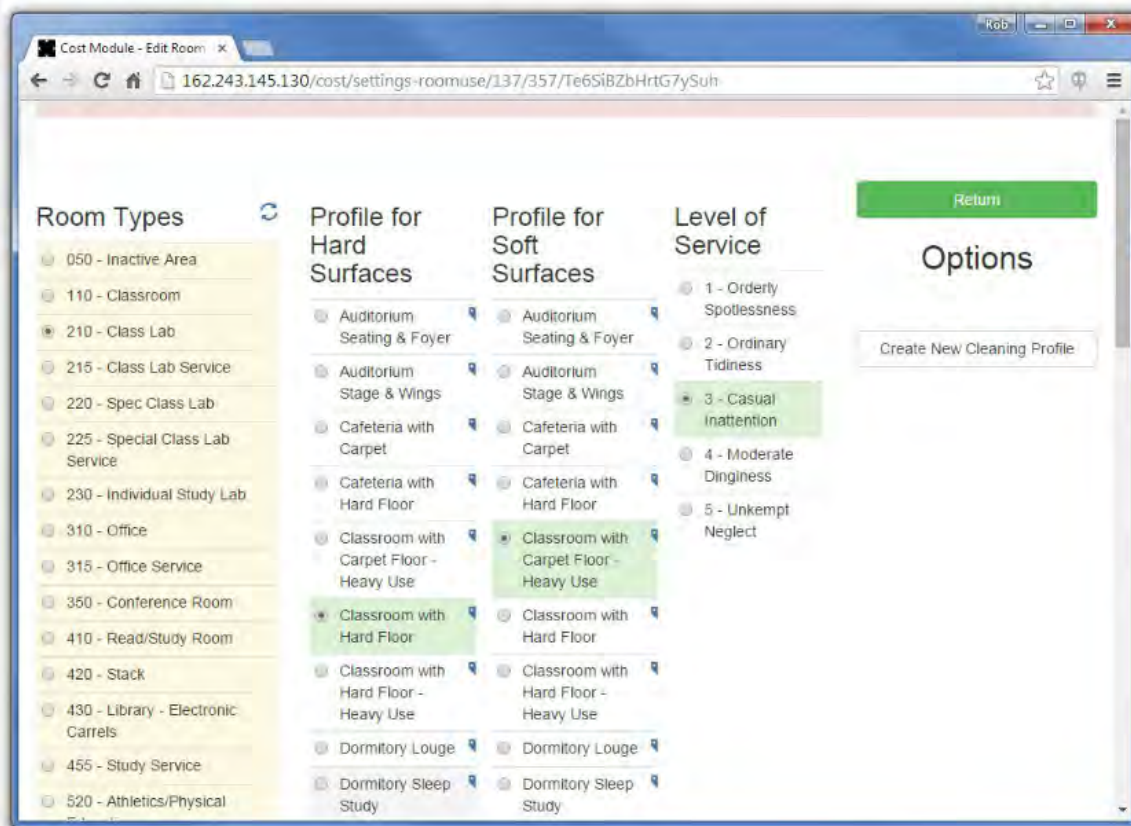 Rob
Cost Module - Edit Room
162.243.145.130/cost/settings-roomuse/137/357/Te6SiBZbHrtG7ySuh
Room Types
050 - Inactive Area
110 - Classroom
210 - Class Lab
215 - Class Lab Service
220 - Spec Class Lab
225 - Special Class Lab
Service
230 - Individual Study Lab
310 - Office
315 - Office Service
350 - Conference Room
410 - Read/Study Room
420 - Stack
430 - Library - Electronic
Carrels
455 - Study Service
520 - Athletics/Physical
Profile for
Hard
Surfaces
Auditorium
Seating & Foyer
Auditorium
Stage & Wings
Cafeteria with
Carpet
Cafeteria with
Hard Floor
Classroom with
Carpet Floor -
Heavy Use
Classroom with
Hard Floor
Classroom with
Hard Floor -
Heavy Use
Dormitory Louge
Dormitory Sleep
Study
Profile for
Soft
Surfaces
Auditorium
Seating & Foyer
Auditorium
Stage & Wings
Cafeteria with
Carpet
Cafeteria with
Hard Floor
Classroom with
Carpet Floor -
Heavy Use
Classroom with
Hard Floor
Classroom with
Hard Floor -
Heavy Use
Dormitory Louge
Dormitory Sleep
Study
Level of
Service
1 - Orderly
Spotlessness
2 - Ordinary
Tidiness
3 - Casual
Inattention
4 - Moderate
Dinginess
5 - Unkempt
Neglect
Return
Options
Create New Cleaning Profile